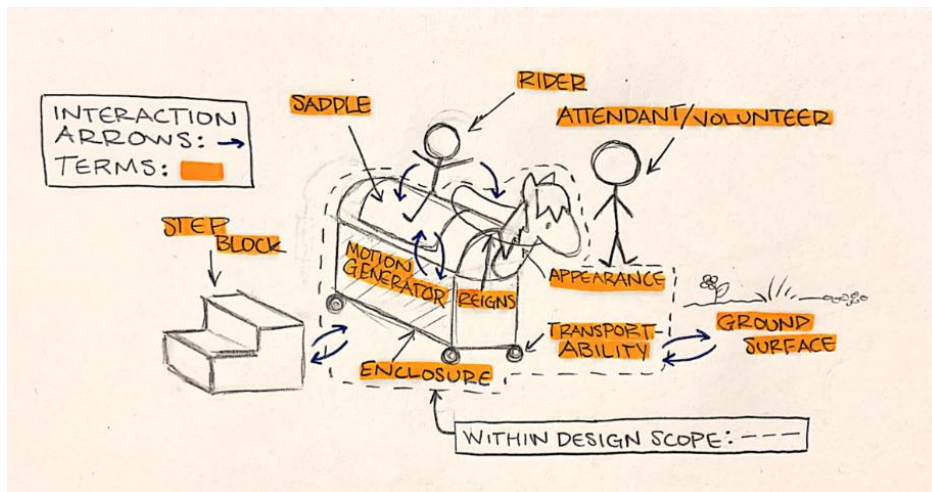 INTERACTION
ARROWS:
TERMS:
SADDLE
RIDER
ATTENDANT/VOLUNTEER
STEP
BLOCK
MOTION
GENERATOR
REIGNS
APPEARANCE
TRANSPORT-
ABILITY
GROUND
SURFACE
ENCLOSURE
WITHIN DESIGN SCOPE: